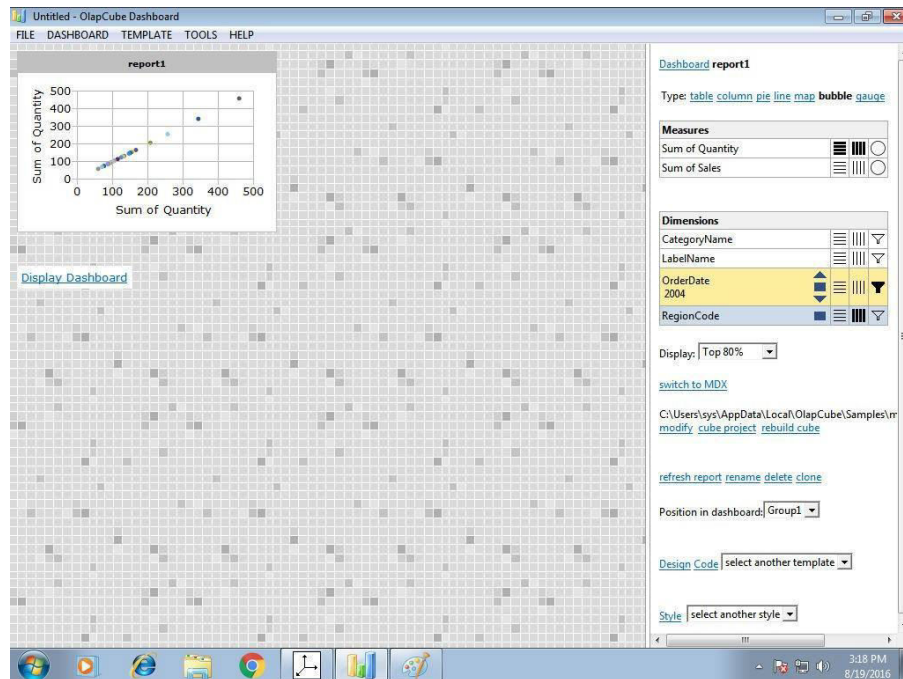 Untitled - OlapCube Dashboard
FILE DASHBOARD TEMPLATE TOOLS HELP
report1
Sum of Quantity
500
400
300
200
100
0
0 100 200 300 400 500
Sum of Quantity
Display Dashboard
Dashboard report1
Type: table column pie line map bubble gauge
Measures
Sum of Quantity
Sum of Sales
Dimensions
CategoryName
LabelName
OrderDate
2004
RegionCode
Display: Top 80%
switch to MDX
C:\Users\sys\AppData\Local\OlapCube\Samples\m
modify cube project rebuild cube
refresh report rename delete clone
Position in dashboard: Group1
Design Code select another template
Style select another style
3:18 PM
8/19/2016